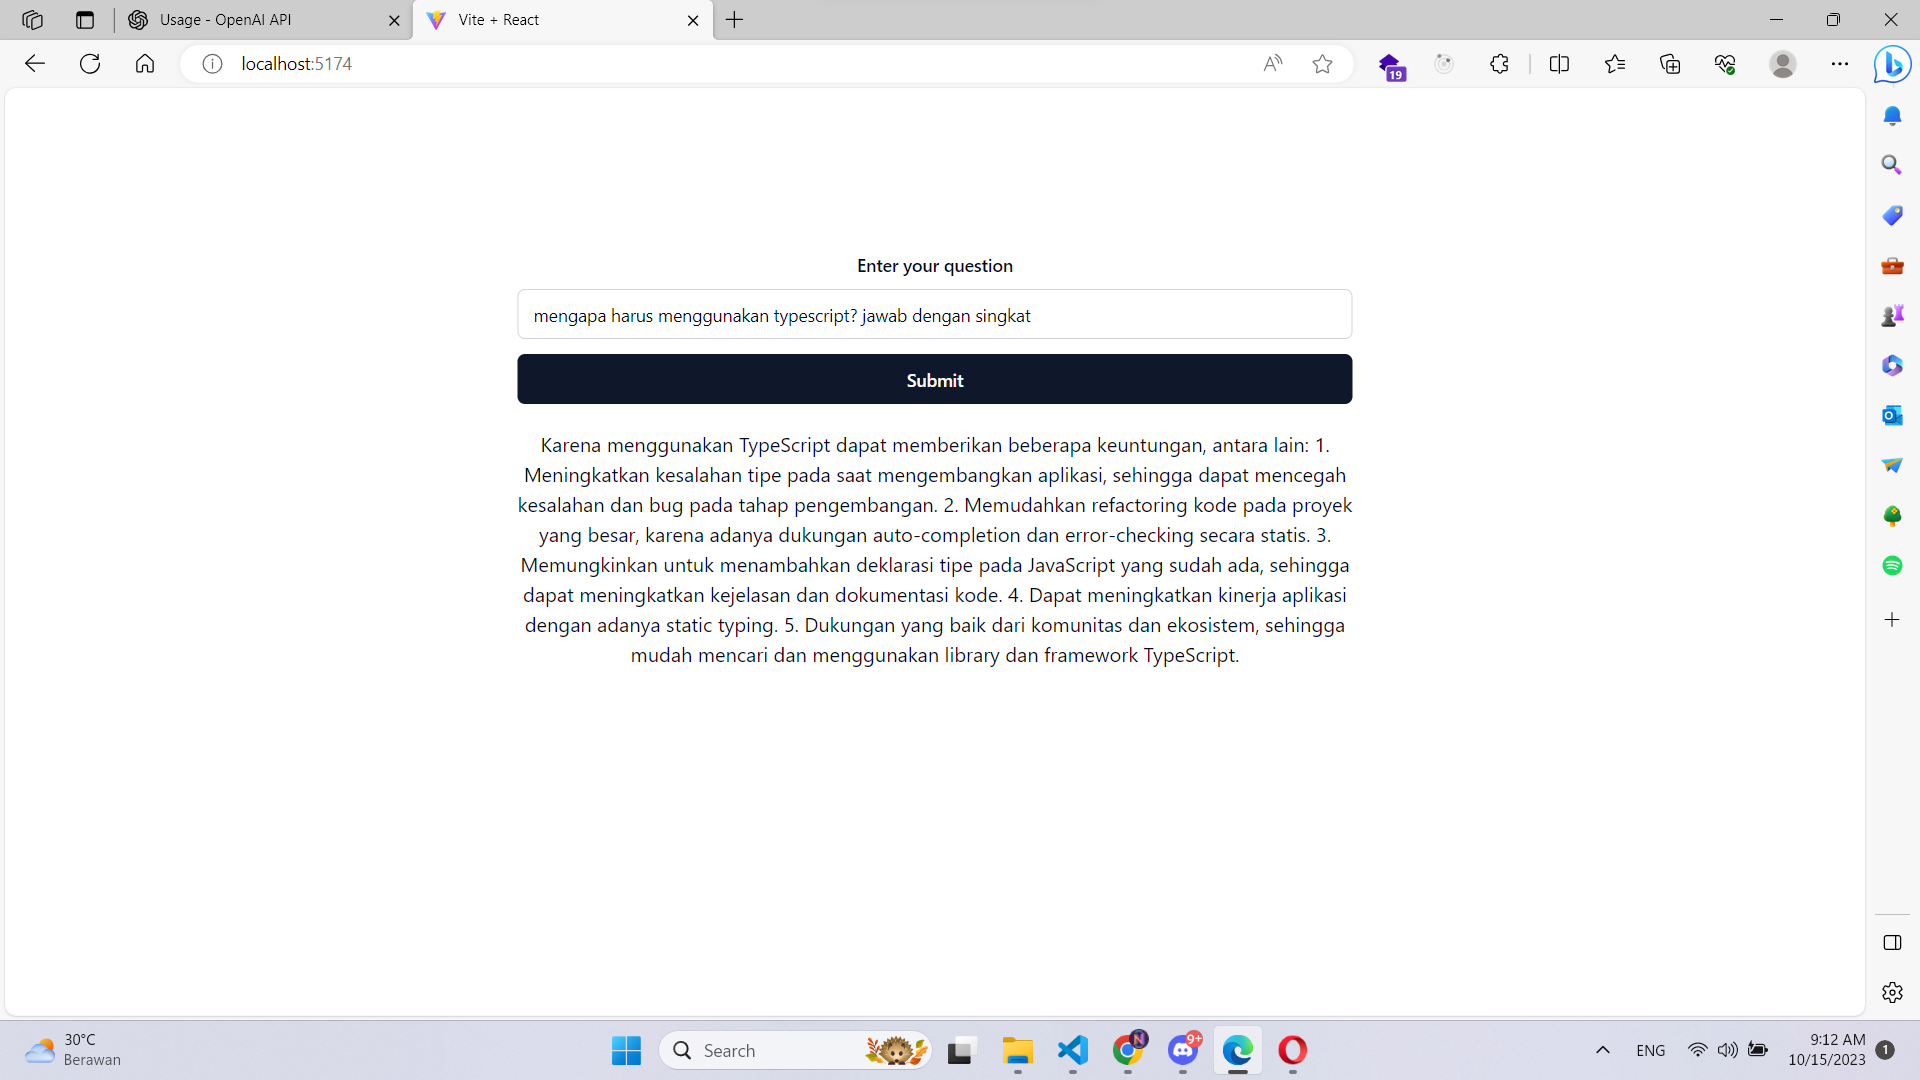 Usage - OpenAI API
Vite + React
localhost:5174
19
Enter your question
mengapa harus menggunakan typescript? jawab dengan singkat
Submit
Karena menggunakan TypeScript dapat memberikan beberapa keuntungan, antara lain: 1.
Meningkatkan kesalahan tipe pada saat mengembangkan aplikasi, sehingga dapat mencegah
kesalahan dan bug pada tahap pengembangan. 2. Memudahkan refactoring kode pada proyek
yang besar, karena adanya dukungan auto-completion dan error-checking secara statis. 3.
Memungkinkan untuk menambahkan deklarasi tipe pada JavaScript yang sudah ada, sehingga
dapat meningkatkan kejelasan dan dokumentasi kode. 4. Dapat meningkatkan kinerja aplikasi
dengan adanya static typing. 5. Dukungan yang baik dari komunitas dan ekosistem, sehingga
mudah mencari dan menggunakan library dan framework TypeScript.
30°C
Berawan
Search
N
9+
ENG
9:12 AM
10/15/2023
1